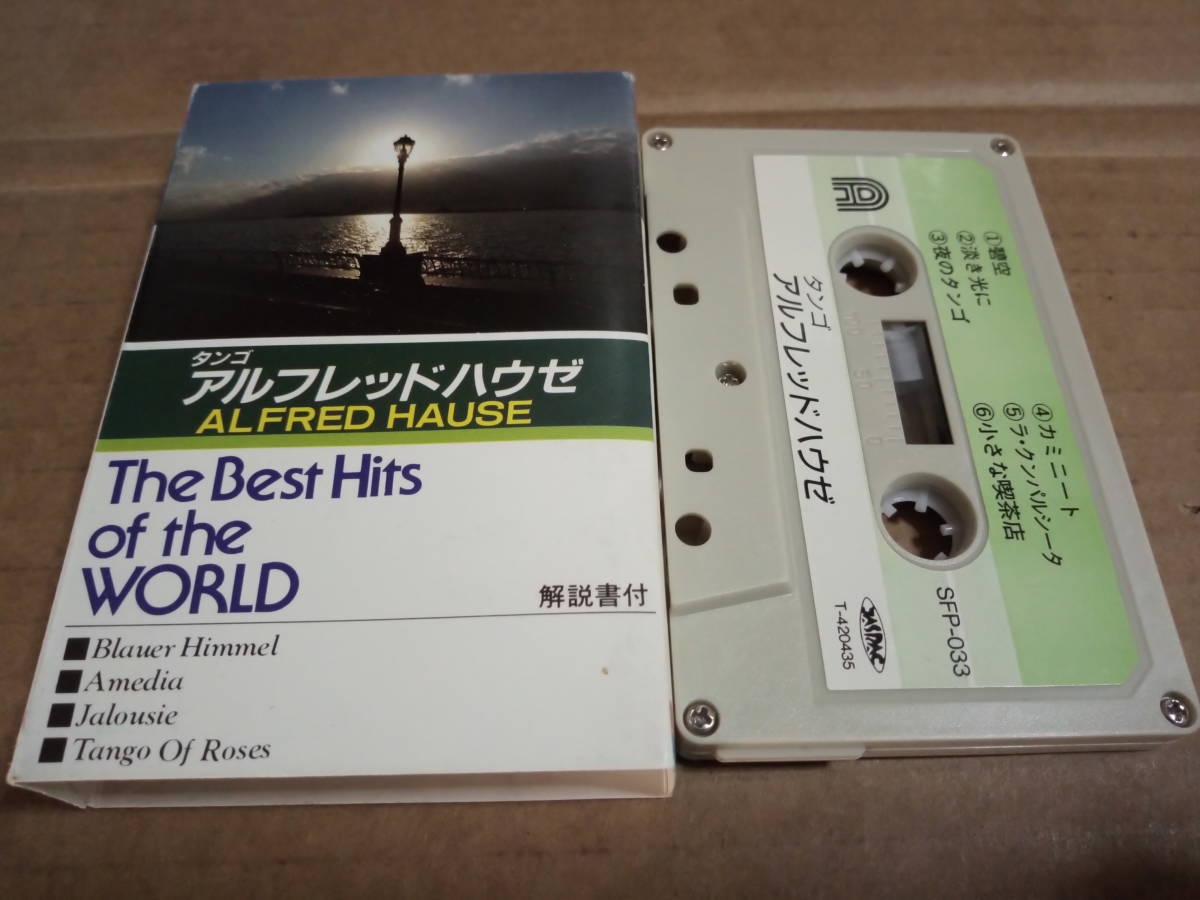 タンゴ
アルフレッドハウゼ
ALFRED HAUSE
The Best Hits
of the
WORLD
解説書付
■Blauer Himmel
■Amedia
■Jalousie
■Tango Of Roses
①碧空
②淡き光に
③夜のタンゴ
④カミニート
⑤ラ・クンパルシータ
⑥小さな喫茶店
タンゴ
アルフレッド・ハウゼ
100 50 0
SFP-033
JASRAC
T-420435